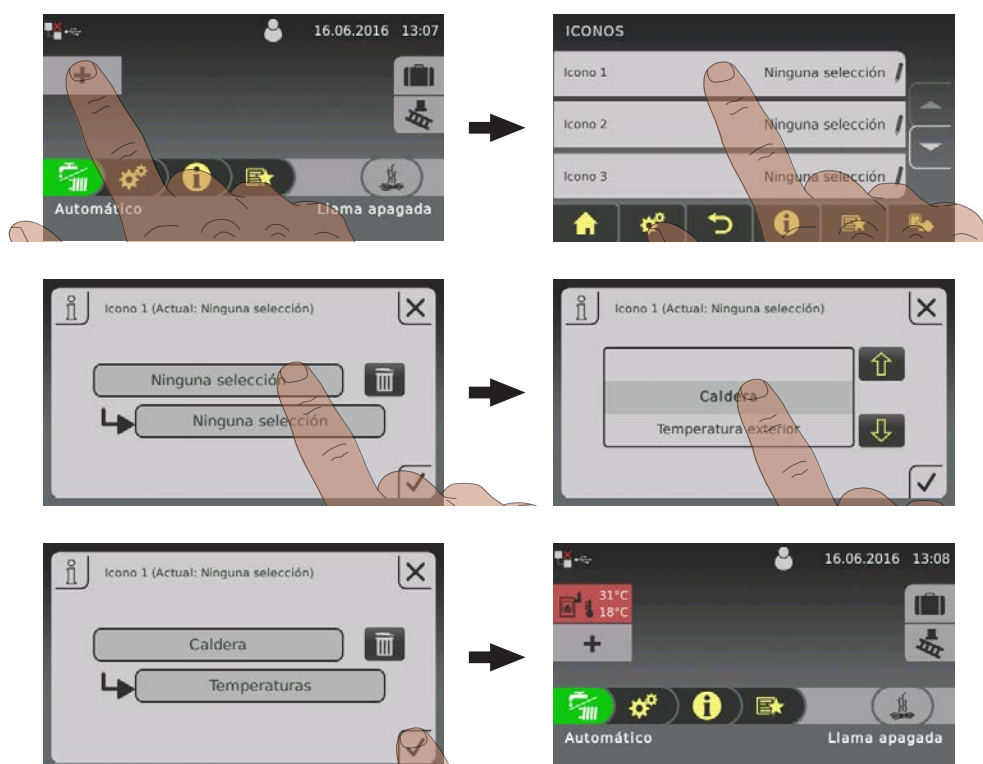 16.06.2016 13:07
Automático
Llama apagada
ICONOS
Icono 1
Ninguna selección
Icono 2
Ninguna selección
Icono 3
Ninguna selección
Icono 1 (Actual: Ninguna selección)
Ninguna selección
Ninguna selección
Icono 1 (Actual: Ninguna selección)
Caldera
Temperatura exterior
Icono 1 (Actual: Ninguna selección)
Caldera
Temperaturas
16.06.2016 13:08
31°C
18°C
Automático
Llama apagada